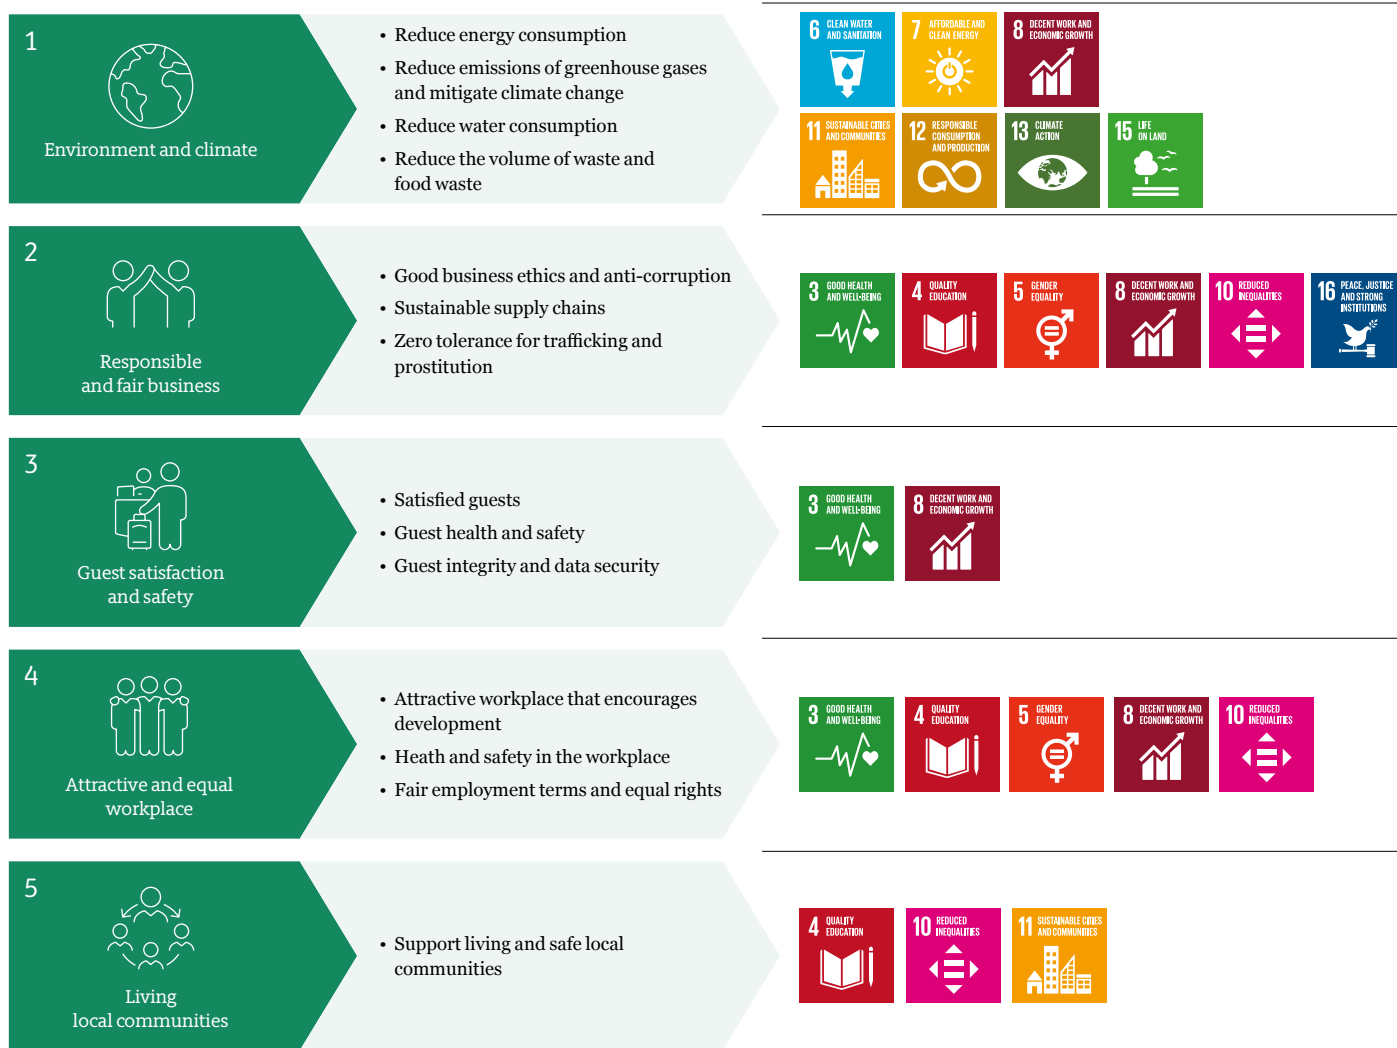 1
Environment and climate
• Reduce energy consumption
• Reduce emissions of greenhouse gases
and mitigate climate change
• Reduce water consumption
• Reduce the volume of waste and
food waste
6 CLEAN WATER
AND SANITATION
7 AFFORDABLE AND
CLEAN ENERGY
8 DECENT WORK AND
ECONOMIC GROWTH
11 SUSTAINABLE CITIES
AND COMMUNITIES
12 RESPONSIBLE
CONSUMPTION
AND PRODUCTION
13 CLIMATE
ACTION
15 LIFE
ON LAND
2
Responsible
and fair business
• Good business ethics and anti-corruption
• Sustainable supply chains
• Zero tolerance for trafficking and
prostitution
3 GOOD HEALTH
AND WELL-BEING
4 QUALITY
EDUCATION
5 GENDER
EQUALITY
8 DECENT WORK AND
ECONOMIC GROWTH
10 REDUCED
INEQUALITIES
16 PEACE, JUSTICE
AND STRONG
INSTITUTIONS
3
Guest satisfaction
and safety
• Satisfied guests
• Guest health and safety
• Guest integrity and data security
3 GOOD HEALTH
AND WELL-BEING
8 DECENT WORK AND
ECONOMIC GROWTH
4
Attractive and equal
workplace
• Attractive workplace that encourages
development
• Heath and safety in the workplace
• Fair employment terms and equal rights
3 GOOD HEALTH
AND WELL-BEING
4 QUALITY
EDUCATION
5 GENDER
EQUALITY
8 DECENT WORK AND
ECONOMIC GROWTH
10 REDUCED
INEQUALITIES
5
Living
local communities
• Support living and safe local
communities
4 QUALITY
EDUCATION
10 REDUCED
INEQUALITIES
11 SUSTAINABLE CITIES
AND COMMUNITIES